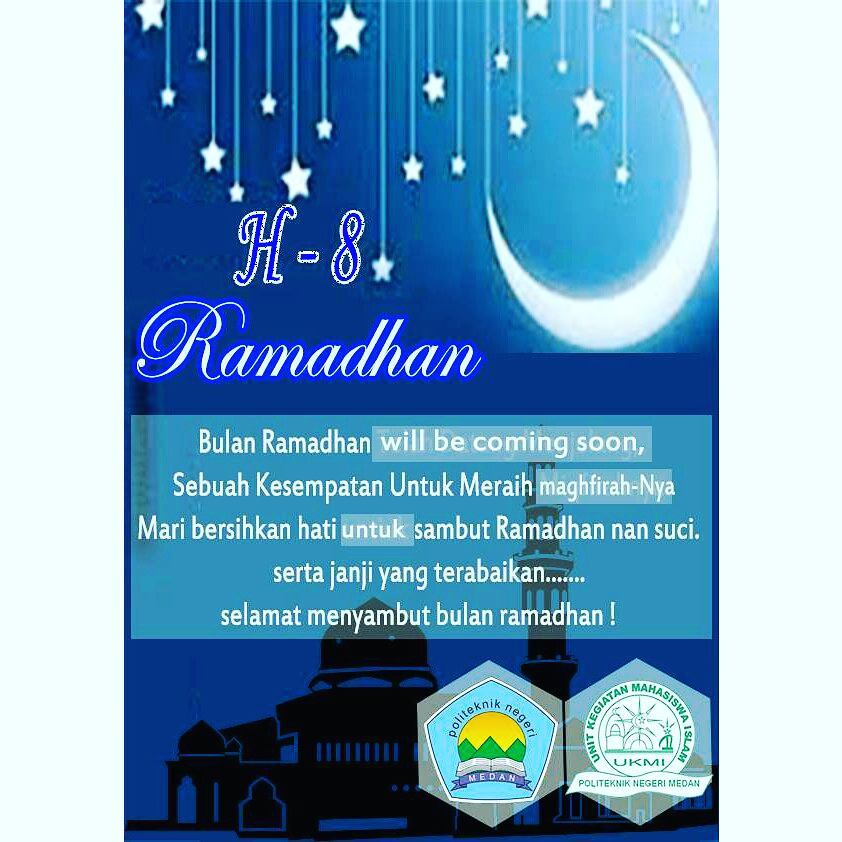 H - 8
Ramadhan
Bulan Ramadhan will be coming soon,
Sebuah Kesempatan Untuk Meraih maghfirah-Nya
Mari bersihkan hati untuk sambut Ramadhan nan suci.
serta janji yang terabaikan.......
selamat menyambut bulan ramadhan !
politeknik negeri
MEDAN
UNIT KEGIATAN MAHASISWA ISLAM
UKMI
POLITEKNIK NEGERI MEDAN